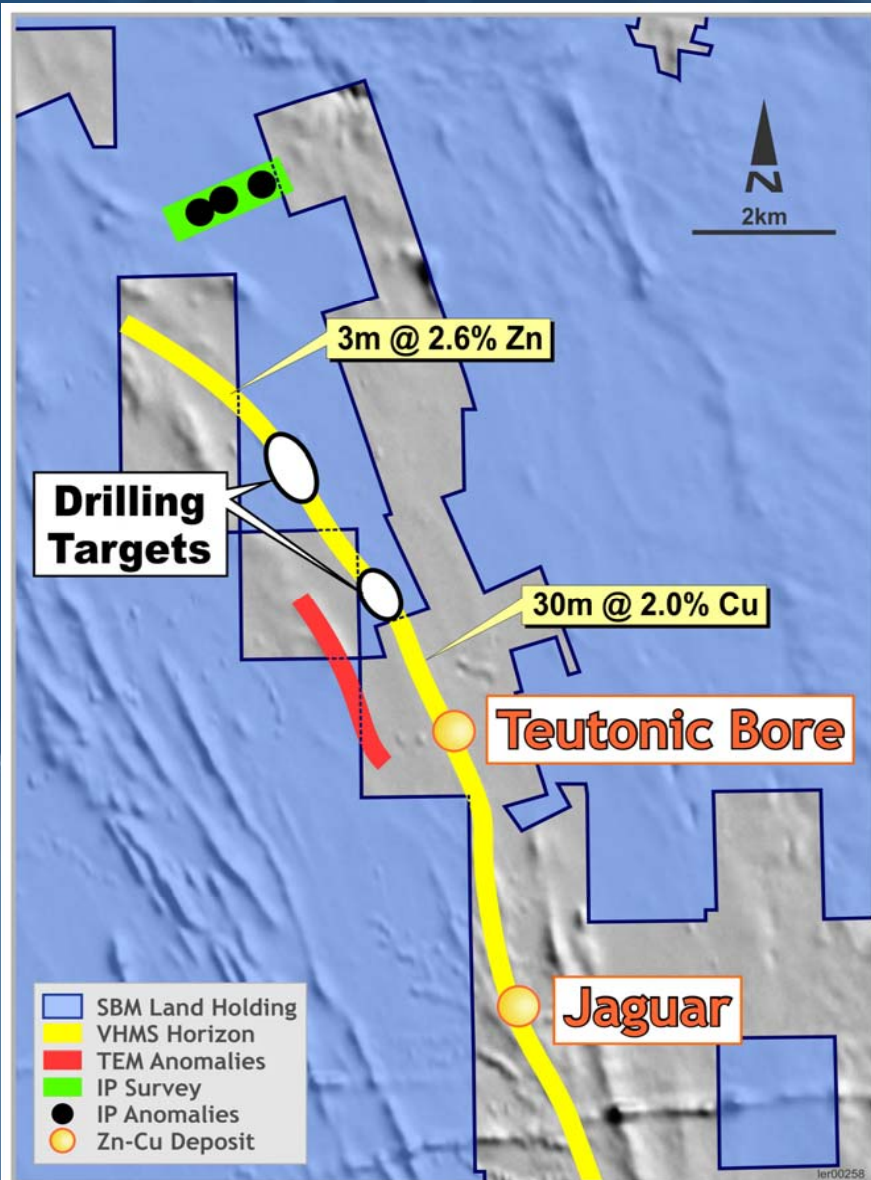 N
2km
3m @ 2.6% Zn
Drilling
Targets
30m @ 2.0% Cu
Teutonic Bore
Jaguar
SBM Land Holding
VHMS Horizon
TEM Anomalies
IP Survey
IP Anomalies
Zn-Cu Deposit
ler00258